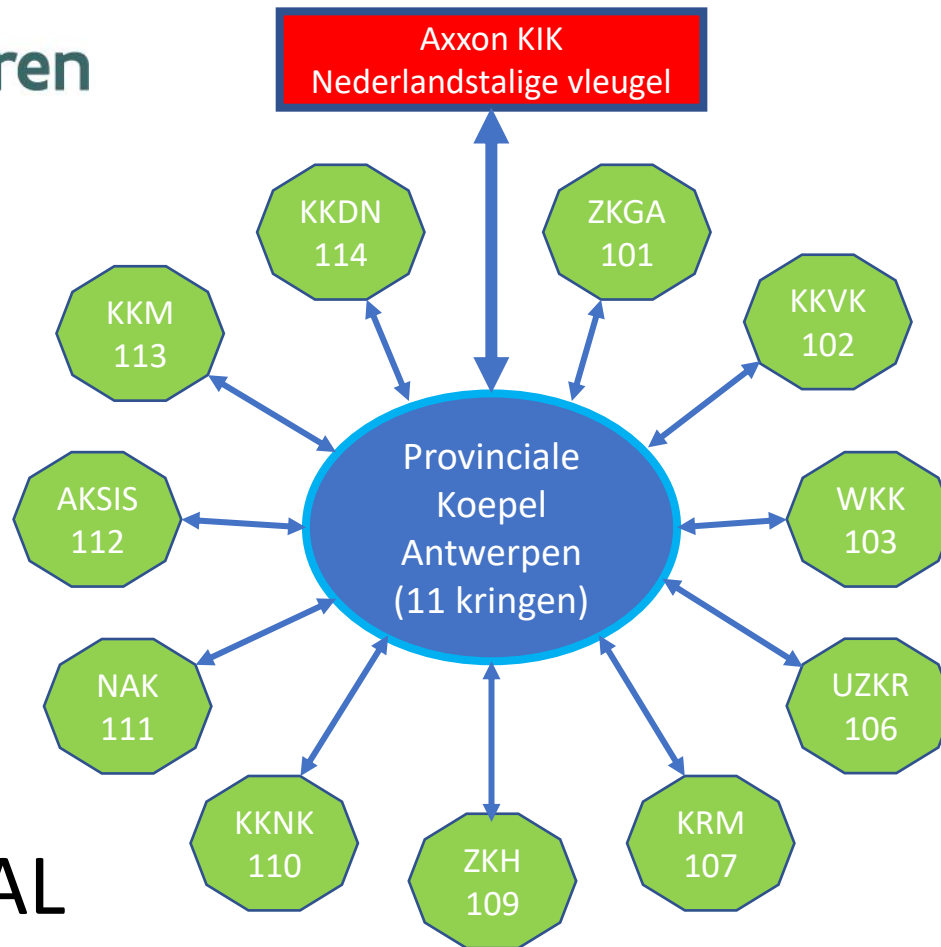 ren
Axxon KIK
Nederlandstalige vleugel
KKDN
114
ZKGA
101
KKM
113
KKVK
102
Provinciale
Koepel
Antwerpen
(11 kringen)
AKSIS
112
WKK
103
NAK
111
UZKR
106
KKNK
110
ZKH
109
KRM
107
AL